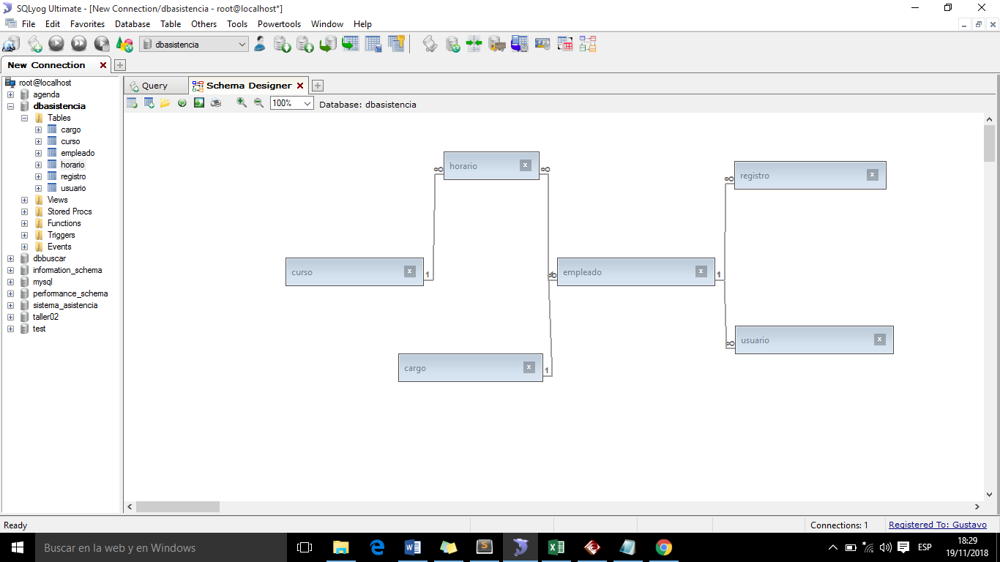 SQLyog Ultimate - [New Connection/dbasistencia - root@localhost*]
File Edit Favorites Database Table Others Tools Powertools Window Help
dbasistencia
New Connection
root@localhost
agenda
dbasistencia
Tables
cargo
curso
empleado
horario
registro
usuario
Views
Stored Procs
Functions
Triggers
Events
dbbuscar
information_schema
mysql
performance_schema
sistema_asistencia
taller02
test
Query Schema Designer
100% Database: dbasistencia
horario
registro
curso
1
empleado
1
usuario
cargo
1
Ready Connections: 1 Registered To: Gustavo
Buscar en la web y en Windows
ESP
18:29
19/11/2018